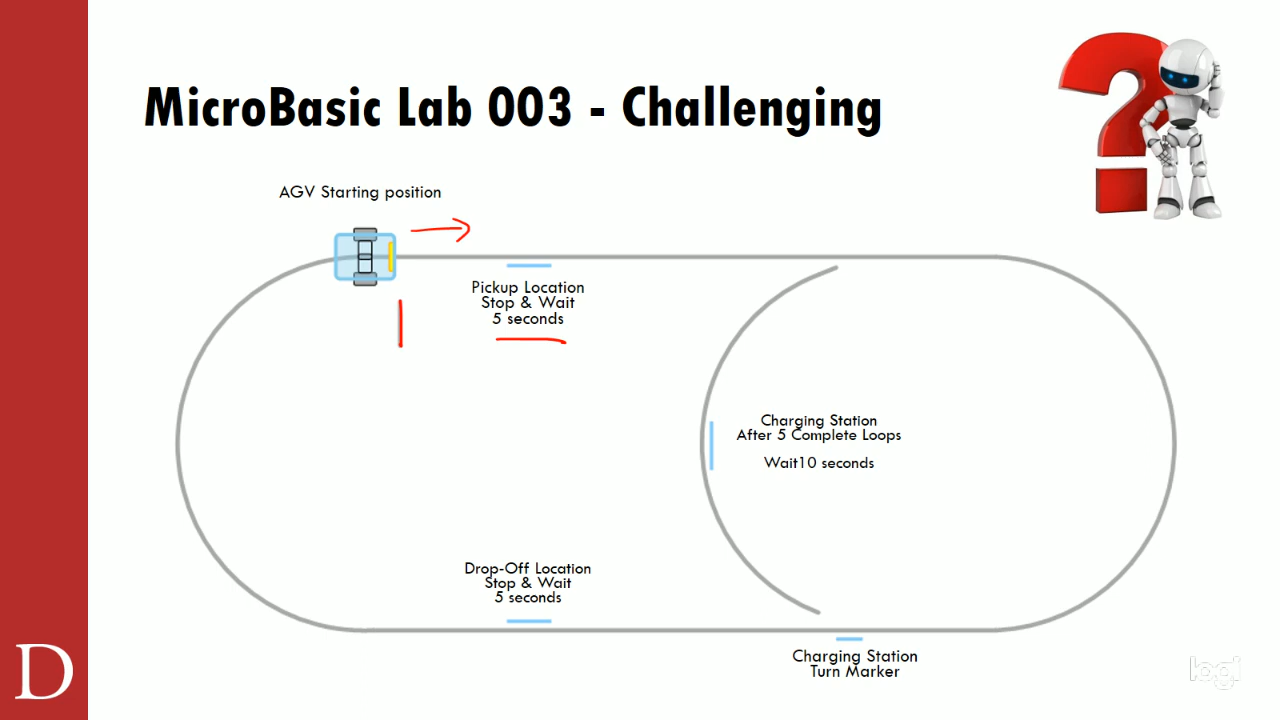 MicroBasic Lab 003 - Challenging
AGV Starting position
Pickup Location
Stop & Wait
5 seconds
Charging Station
After 5 Complete Loops
Wait10 seconds
Drop-Off Location
Stop & Wait
5 seconds
Charging Station
Turn Marker
D
logi